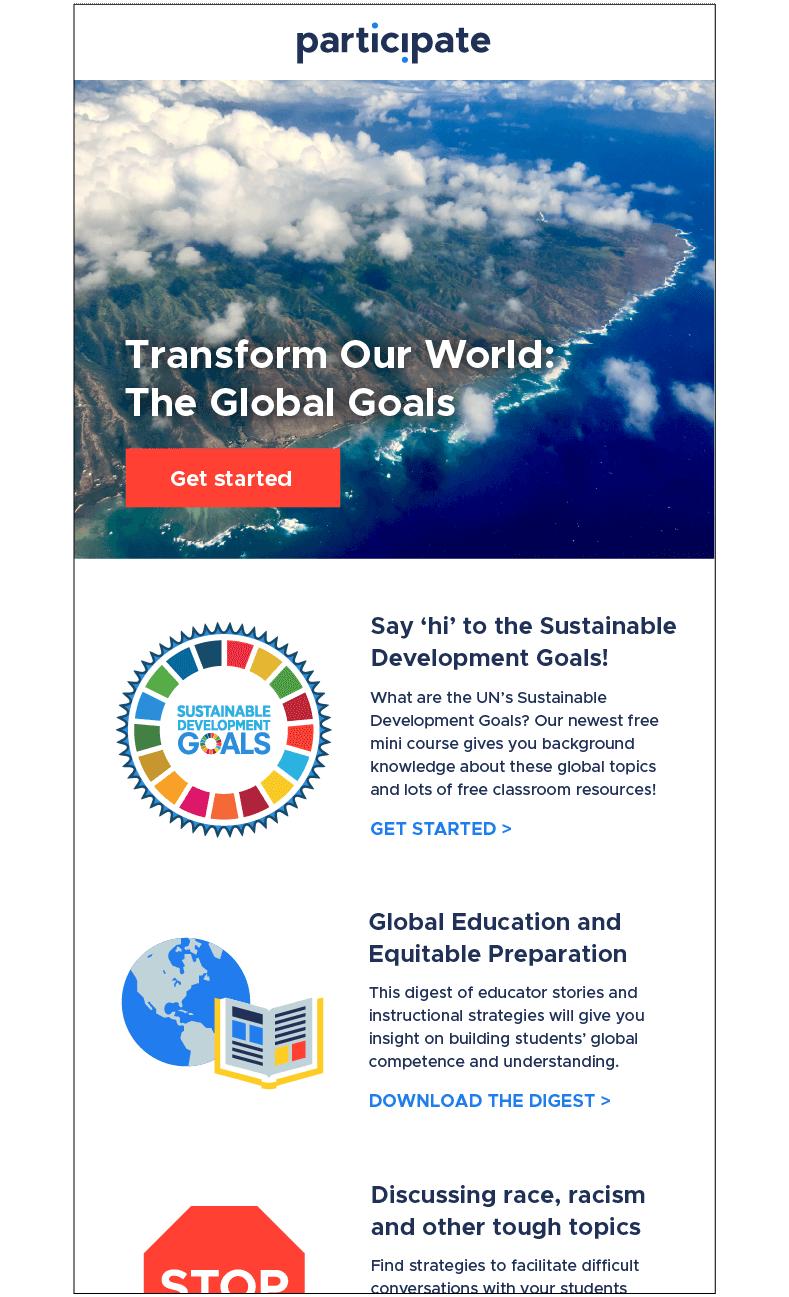 participate
Transform Our World:
The Global Goals
Get started
SUSTAINABLE
DEVELOPMENT
GOALS
Say ‘hi’ to the Sustainable
Development Goals!
What are the UN’s Sustainable
Development Goals? Our newest free
mini course gives you background
knowledge about these global topics
and lots of free classroom resources!
GET STARTED >
Global Education and
Equitable Preparation
This digest of educator stories and
instructional strategies will give you
insight on building students’ global
competence and understanding.
DOWNLOAD THE DIGEST >
STOP
Discussing race, racism
and other tough topics
Find strategies to facilitate difficult
conversations with your students